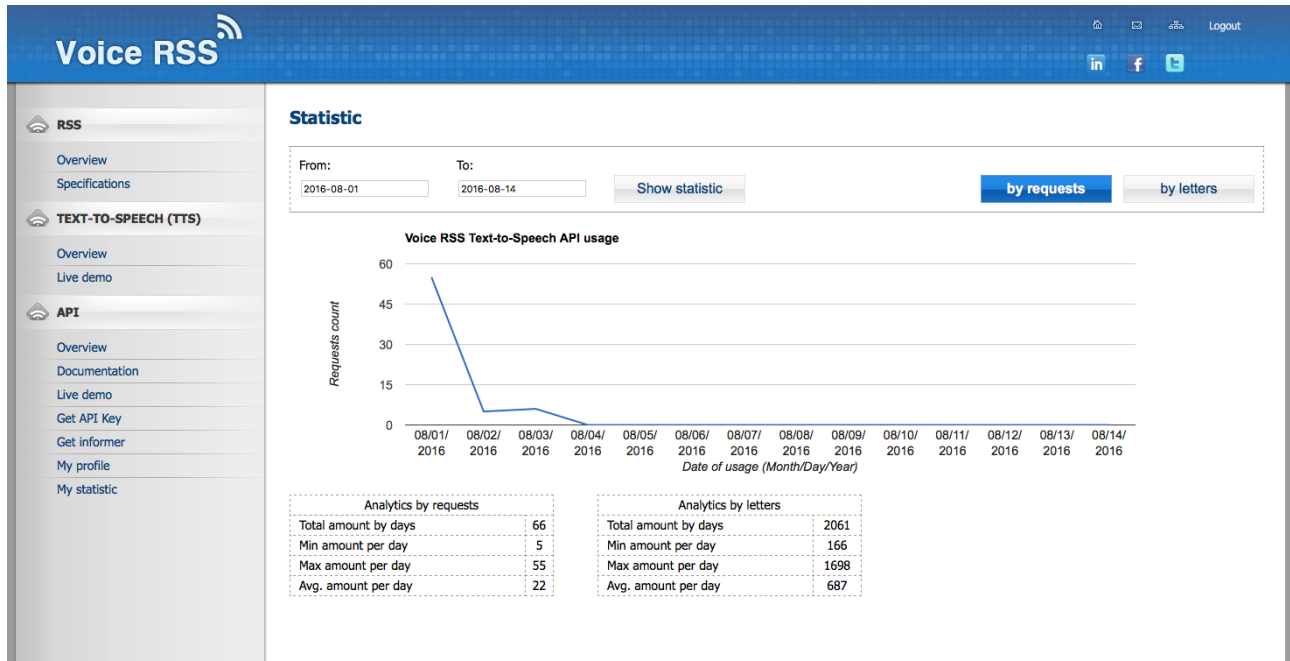 Voice RSS
Logout
in f t
RSS
Overview
Specifications
TEXT-TO-SPEECH (TTS)
Overview
Live demo
API
Overview
Documentation
Live demo
Get API Key
Get informer
My profile
My statistic
Statistic
From: To:
2016-08-01 2016-08-14 Show statistic by requests by letters
Voice RSS Text-to-Speech API usage
Requests count
60
45
30
15
0
08/01/ 08/02/ 08/03/ 08/04/ 08/05/ 08/06/ 08/07/ 08/08/ 08/09/ 08/10/ 08/11/ 08/12/ 08/13/ 08/14/
2016 2016 2016 2016 2016 2016 2016 2016 2016 2016 2016 2016 2016 2016
Date of usage (Month/Day/Year)
Analytics by requests
Total amount by days 66
Min amount per day 5
Max amount per day 55
Avg. amount per day 22
Analytics by letters
Total amount by days 2061
Min amount per day 166
Max amount per day 1698
Avg. amount per day 687